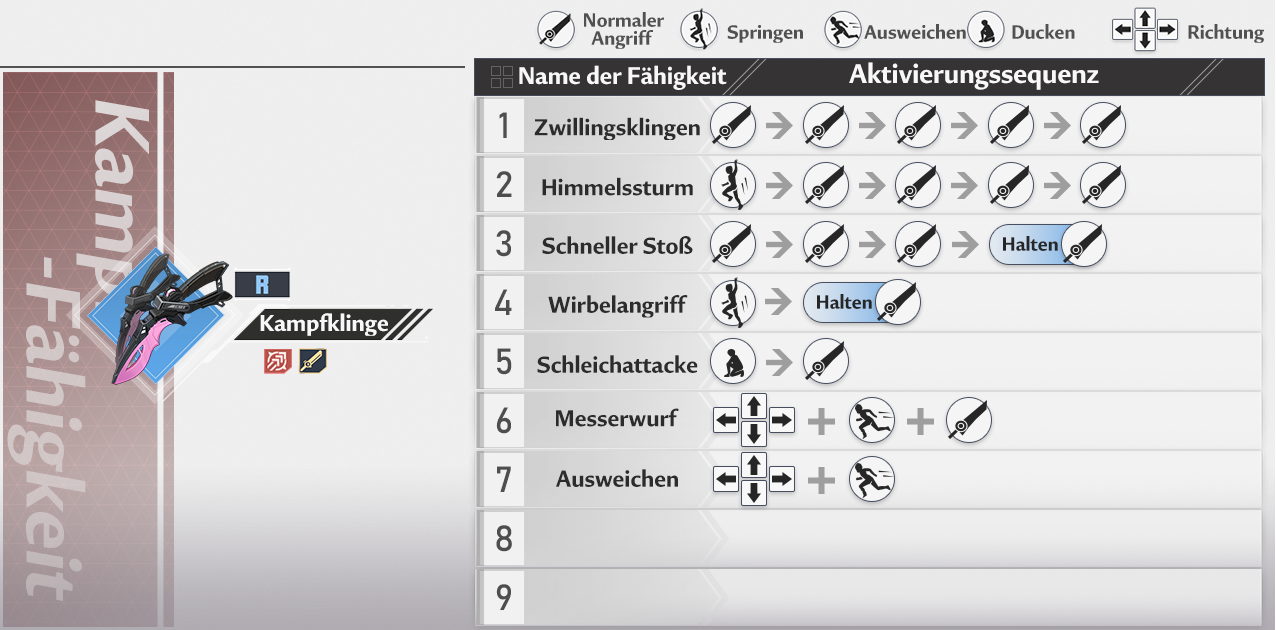 Normaler
Angriff
Springen
Ausweichen
Ducken
Richtung
Name der Fähigkeit
Aktivierungssequenz
Kampf
-Fähigkeit
R
Kampfklinge
1 Zwillingsklingen
2 Himmelssturm
3 Schneller Stoß Halten
4 Wirbelangriff Halten
5 Schleichattacke
6 Messerwurf
7 Ausweichen
8
9